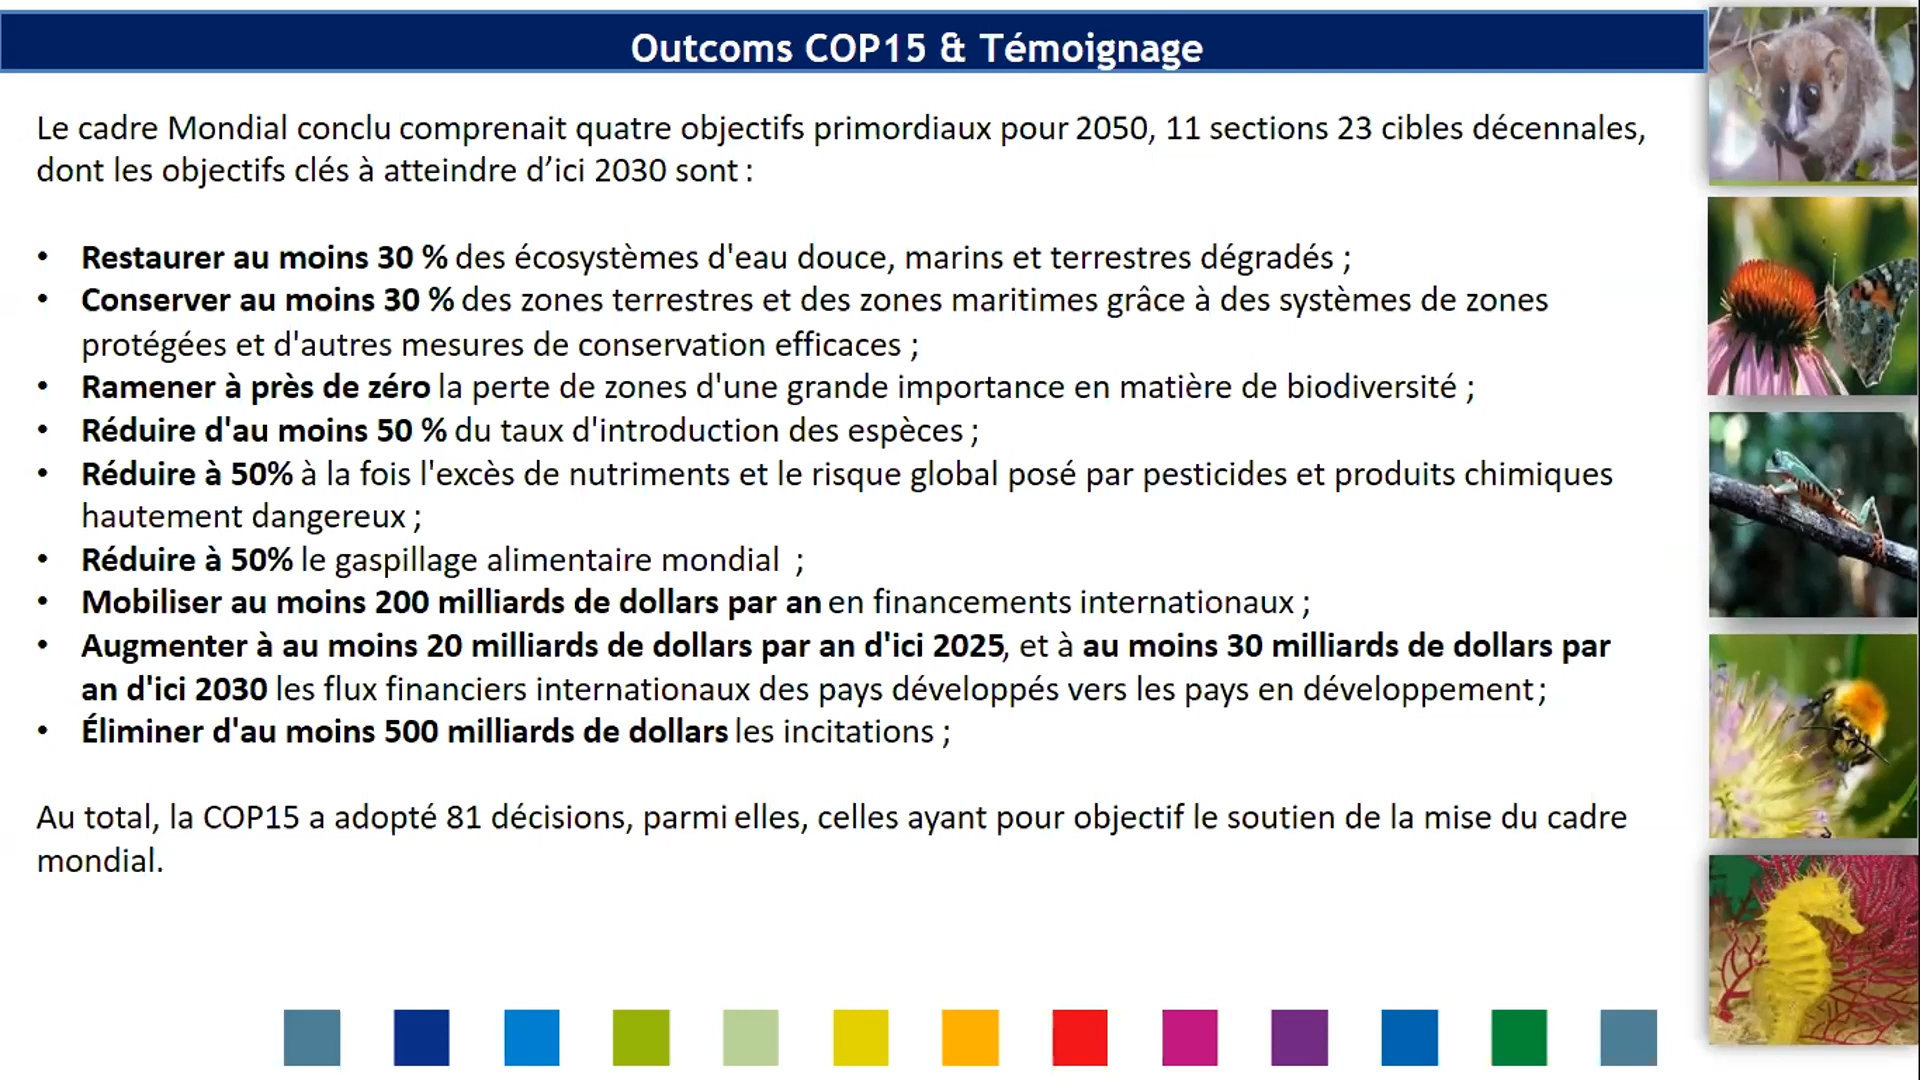 Outcoms COP15 & Témoignage
Le cadre Mondial conclu comprenait quatre objectifs primordiaux pour 2050, 11 sections 23 cibles décennales,
dont les objectifs clés à atteindre d’ici 2030 sont :
• Restaurer au moins 30 % des écosystèmes d'eau douce, marins et terrestres dégradés ;
• Conserver au moins 30 % des zones terrestres et des zones maritimes grâce à des systèmes de zones
protégées et d'autres mesures de conservation efficaces ;
• Ramener à près de zéro la perte de zones d'une grande importance en matière de biodiversité ;
• Réduire d'au moins 50 % du taux d'introduction des espèces ;
• Réduire à 50% à la fois l'excès de nutriments et le risque global posé par pesticides et produits chimiques
hautement dangereux ;
• Réduire à 50% le gaspillage alimentaire mondial ;
• Mobiliser au moins 200 milliards de dollars par an en financements internationaux ;
• Augmenter à au moins 20 milliards de dollars par an d'ici 2025, et à au moins 30 milliards de dollars par
an d'ici 2030 les flux financiers internationaux des pays développés vers les pays en développement ;
• Éliminer d'au moins 500 milliards de dollars les incitations ;
Au total, la COP15 a adopté 81 décisions, parmi elles, celles ayant pour objectif le soutien de la mise du cadre
mondial.